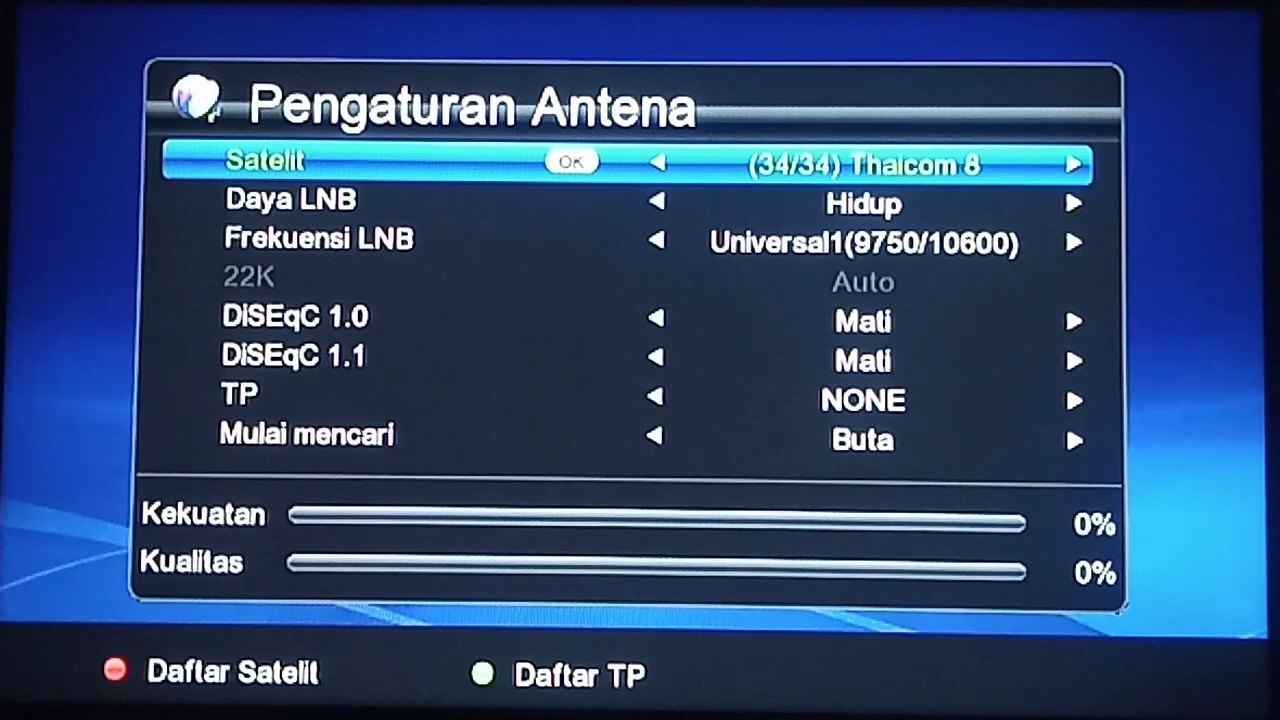 Pengaturan Antena
Satelit OK (34/34) Thaicom 8
Daya LNB Hidup
Frekuensi LNB Universal1(9750/10600)
22K Auto
DiSEqC 1.0 Mati
DiSEqC 1.1 Mati
TP NONE
Mulai mencari Buta
Kekuatan 0%
Kualitas 0%
Daftar Satelit Daftar TP